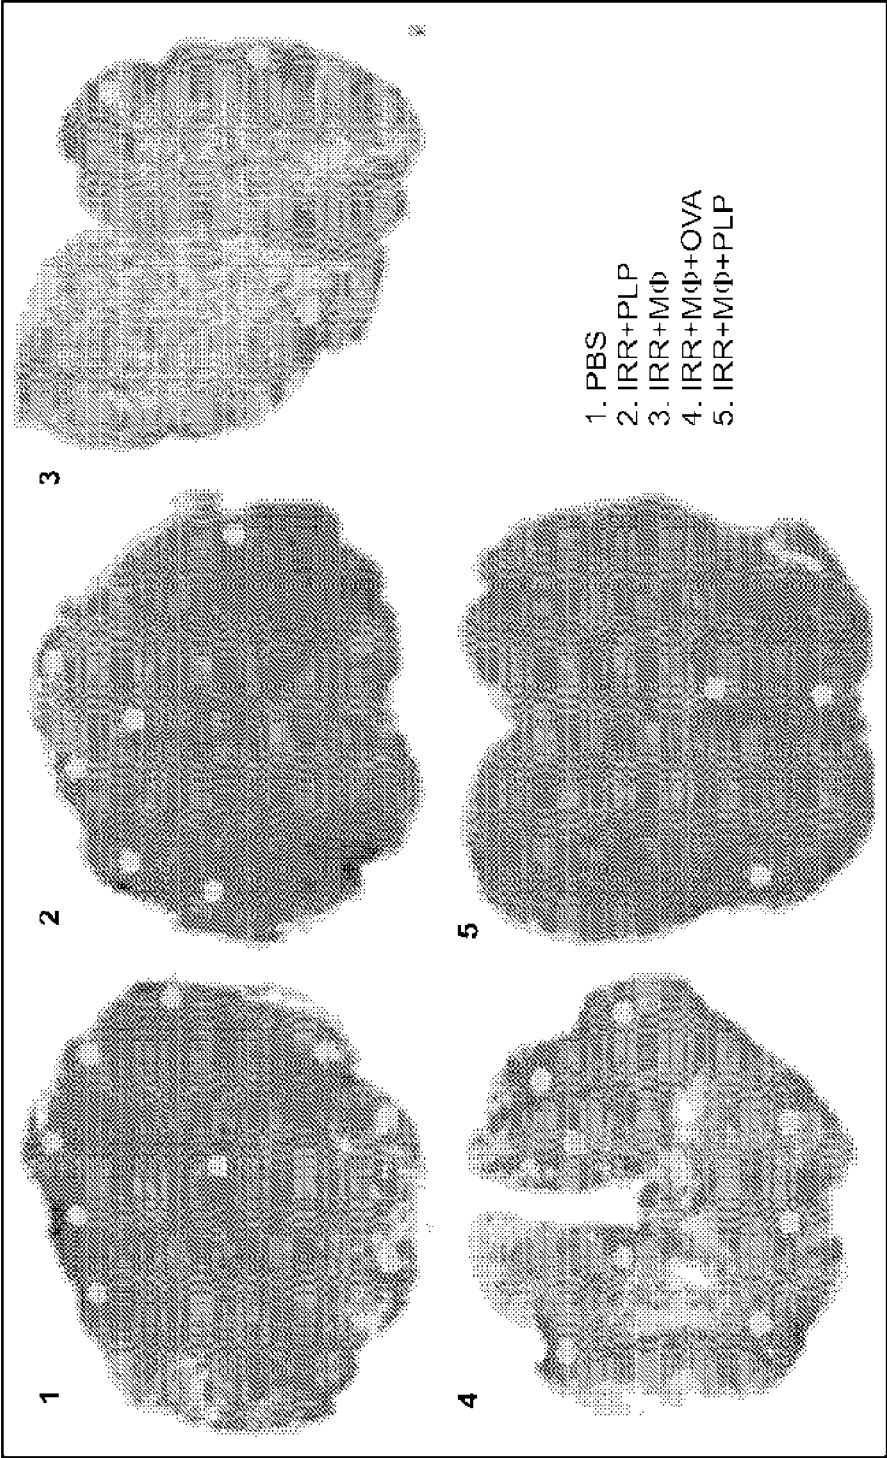 1
2
3
4
5
1. PBS
2. IRR+PLP
3. IRR+MΦ
4. IRR+MΦ+OVA
5. IRR+MΦ+PLP